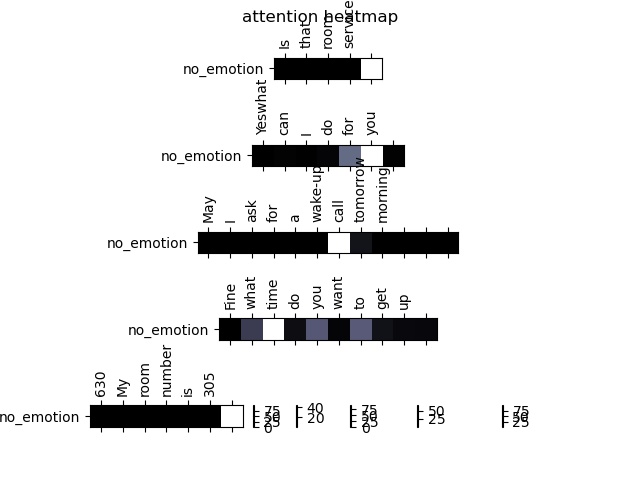 attention heatmap
Is that room service
no_emotion
Yeswhat can I do for you
no_emotion
May I ask for a wake-up call tomorrow morning
no_emotion
Fine what time do you want to get up
no_emotion
630 My room number is 305
no_emotion
75 40 75 50 75
50 20 50 25 50
25 25 25
0 0